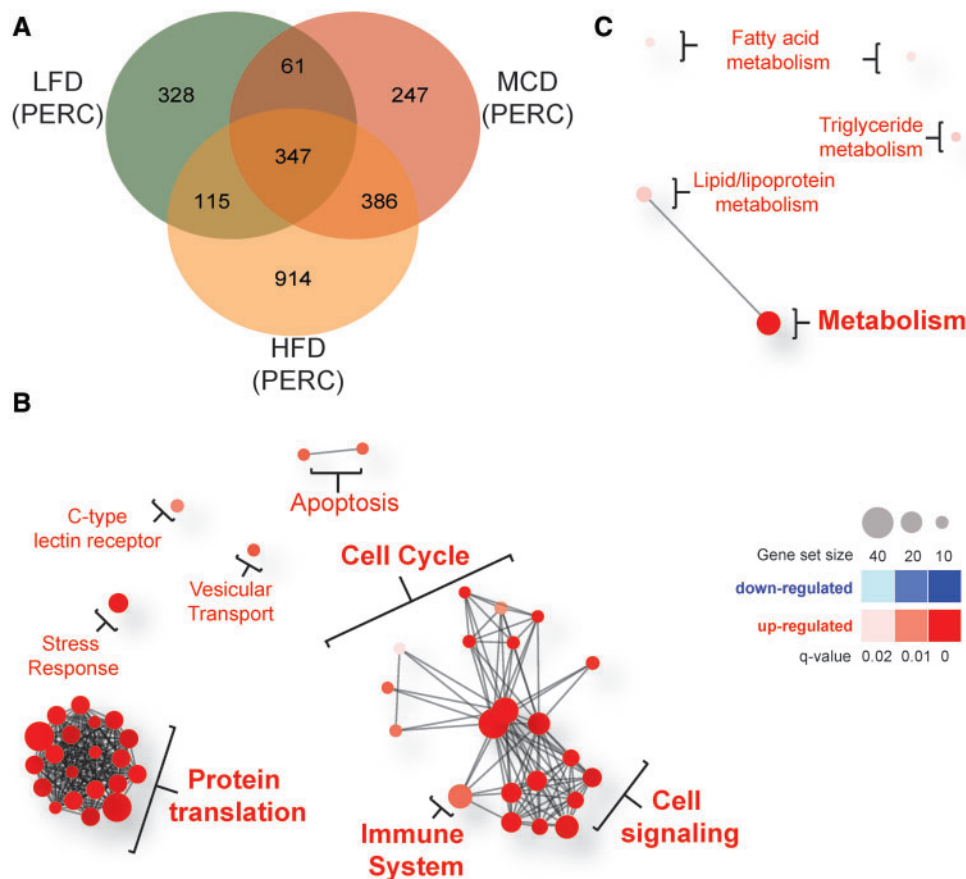 A
LFD
(PERC)
328
61
247
MCD
(PERC)
347
115
386
914
HFD
(PERC)
C
Fatty acid
metabolism
Triglyceride
metabolism
Lipid/lipoprotein
metabolism
Metabolism
B
Apoptosis
C-type
lectin receptor
Vesicular
Transport
Stress
Response
Cell Cycle
Protein
translation
Immune
System
Cell
signaling
Gene set size 40 20 10
down-regulated
up-regulated
q-value 0.02 0.01 0